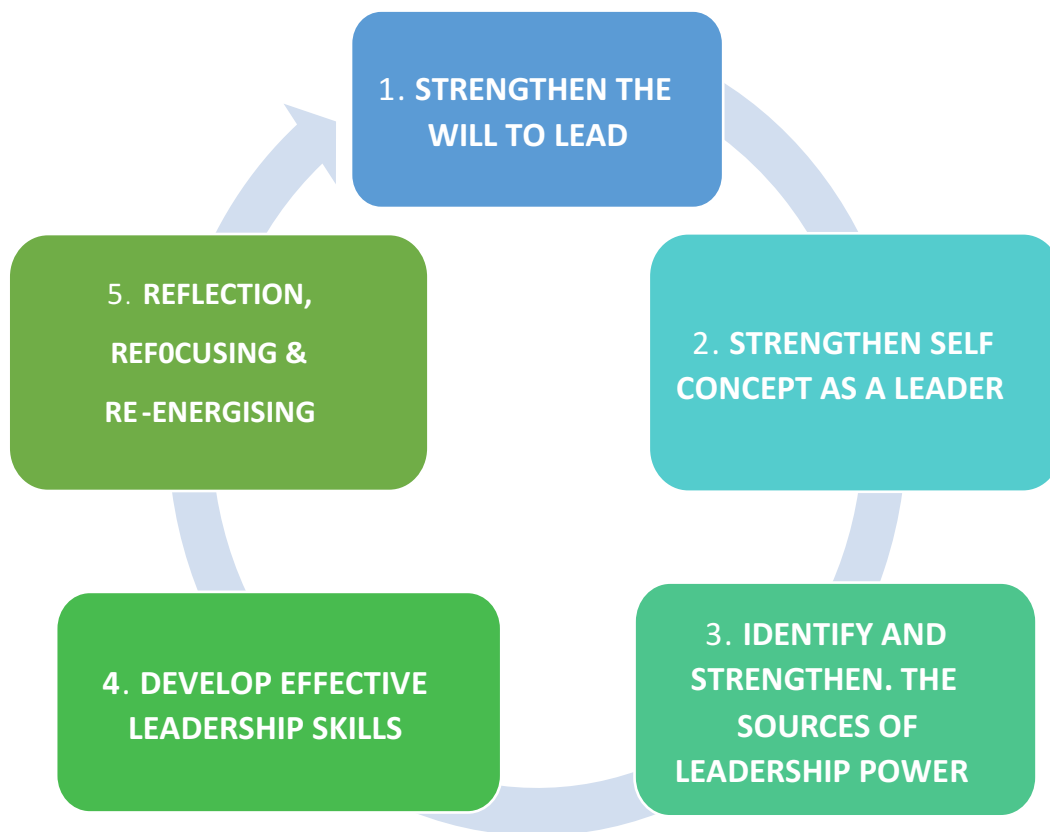 1. STRENGTHEN THE
WILL TO LEAD
2. STRENGTHEN SELF
CONCEPT AS A LEADER
3. IDENTIFY AND
STRENGTHEN. THE
SOURCES OF
LEADERSHIP POWER
4. DEVELOP EFFECTIVE
LEADERSHIP SKILLS
5. REFLECTION,
REF0CUSING &
RE-ENERGISING